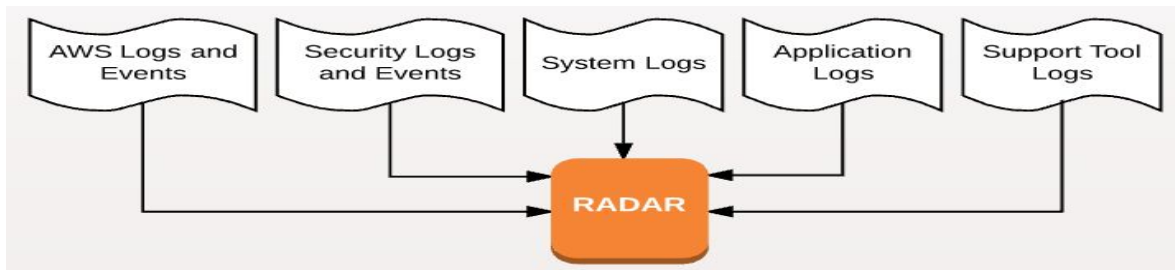 AWS Logs and
Events
Security Logs
and Events
System Logs
Application
Logs
Support Tool
Logs
RADAR